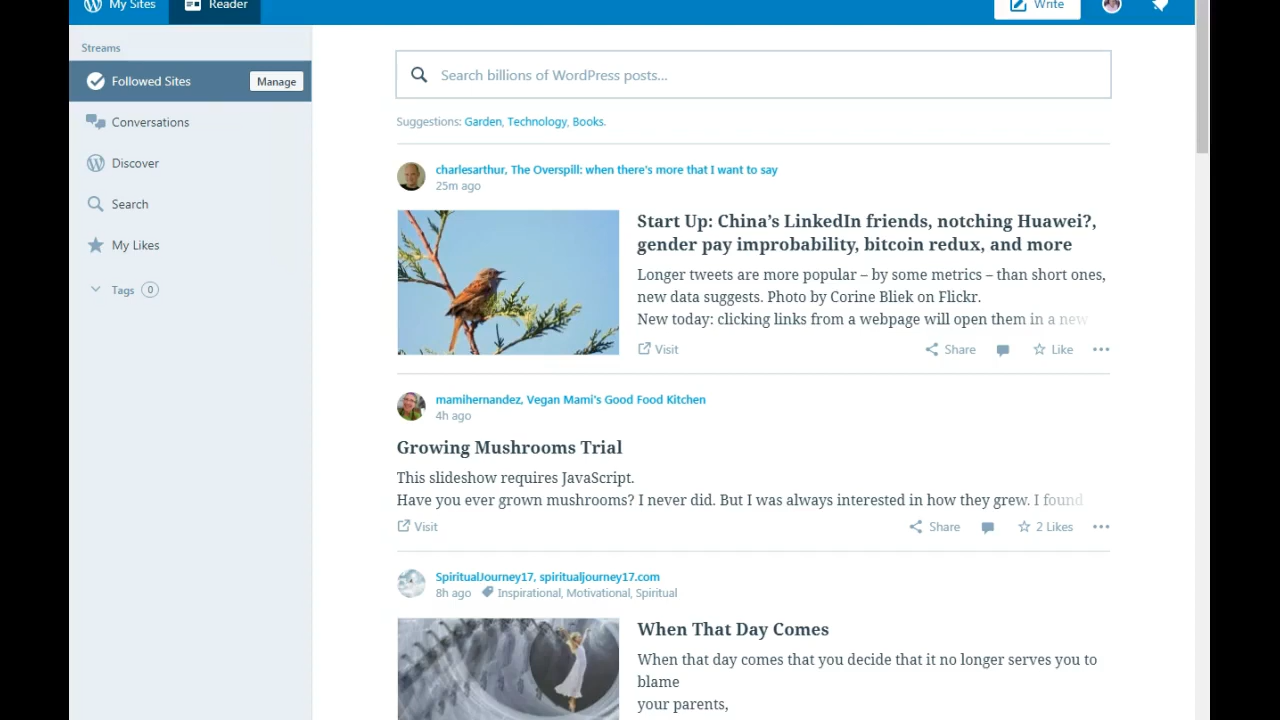 My Sites
Reader
Write
Streams
Followed Sites
Manage
Conversations
Discover
Search
My Likes
Tags 0
Search billions of WordPress posts...
Suggestions: Garden, Technology, Books.
charlesarthur, The Overspill: when there's more that I want to say
25m ago
Start Up: China’s LinkedIn friends, notching Huawei?,
gender pay improbability, bitcoin redux, and more
Longer tweets are more popular – by some metrics – than short ones,
new data suggests. Photo by Corine Bliek on Flickr.
New today: clicking links from a webpage will open them in a new
Visit
Share
Like
mamihernandez, Vegan Mami's Good Food Kitchen
4h ago
Growing Mushrooms Trial
This slideshow requires JavaScript.
Have you ever grown mushrooms? I never did. But I was always interested in how they grew. I found
Visit
Share
2 Likes
SpiritualJourney17, spiritualjourney17.com
8h ago
Inspirational, Motivational, Spiritual
When That Day Comes
When that day comes that you decide that it no longer serves you to
blame
your parents,